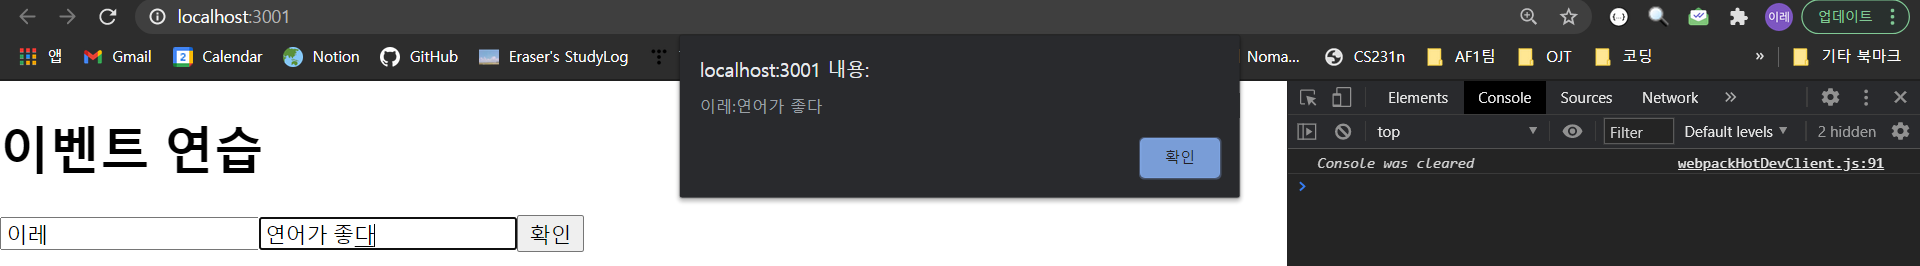 localhost:3001
이레
업데이트
앱
Gmail
Calendar
Notion
GitHub
Eraser's StudyLog
Noma...
CS231n
AF1팀
OJT
코딩
»
기타 북마크
localhost:3001 내용:
이레:연어가 좋다
확인
이벤트 연습
이레
연어가 좋다
확인
Elements
Console
Sources
Network
»
top
Filter
Default levels
2 hidden
Console was cleared
webpackHotDevClient.js:91